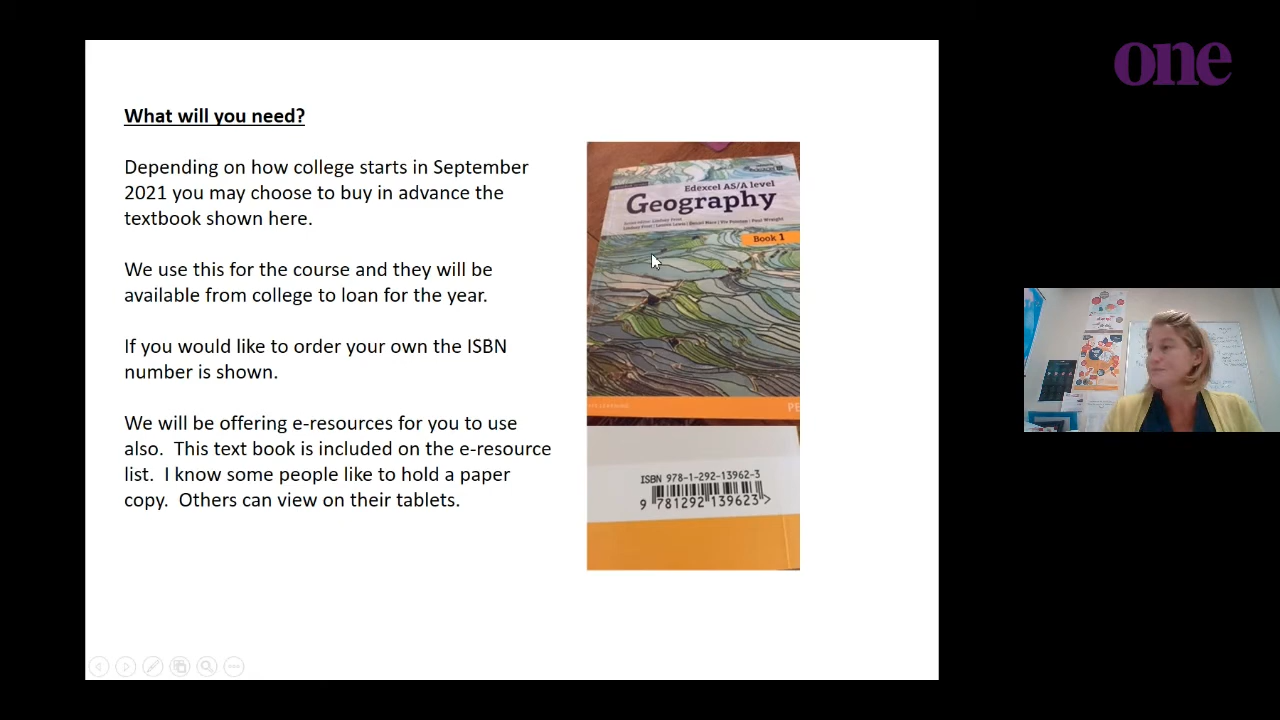 one
What will you need?
Depending on how college starts in September
2021 you may choose to buy in advance the
textbook shown here.
We use this for the course and they will be
available from college to loan for the year.
If you would like to order your own the ISBN
number is shown.
We will be offering e-resources for you to use
also.  This text book is included on the e-resource
list.  I know some people like to hold a paper
copy.  Others can view on their tablets.
Edexcel AS/A level
Geography
Book 1
PE
ISBN 978-1-292-13962-3
9 781292 139623 >